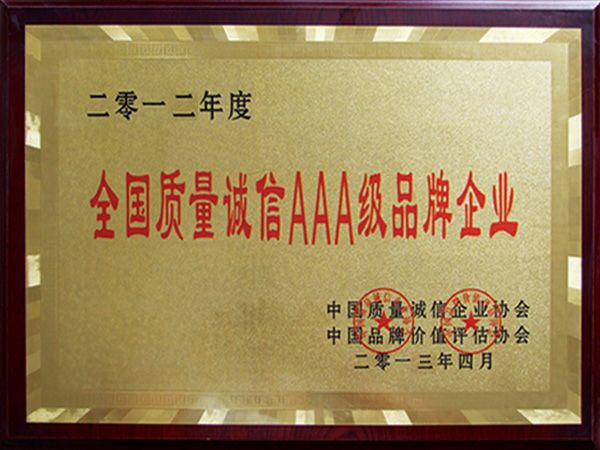 二零一二年度
全国质量诚信AAA级品牌企业
中国质量诚信企业协会
中国品牌价值评估协会
二零一三年四月